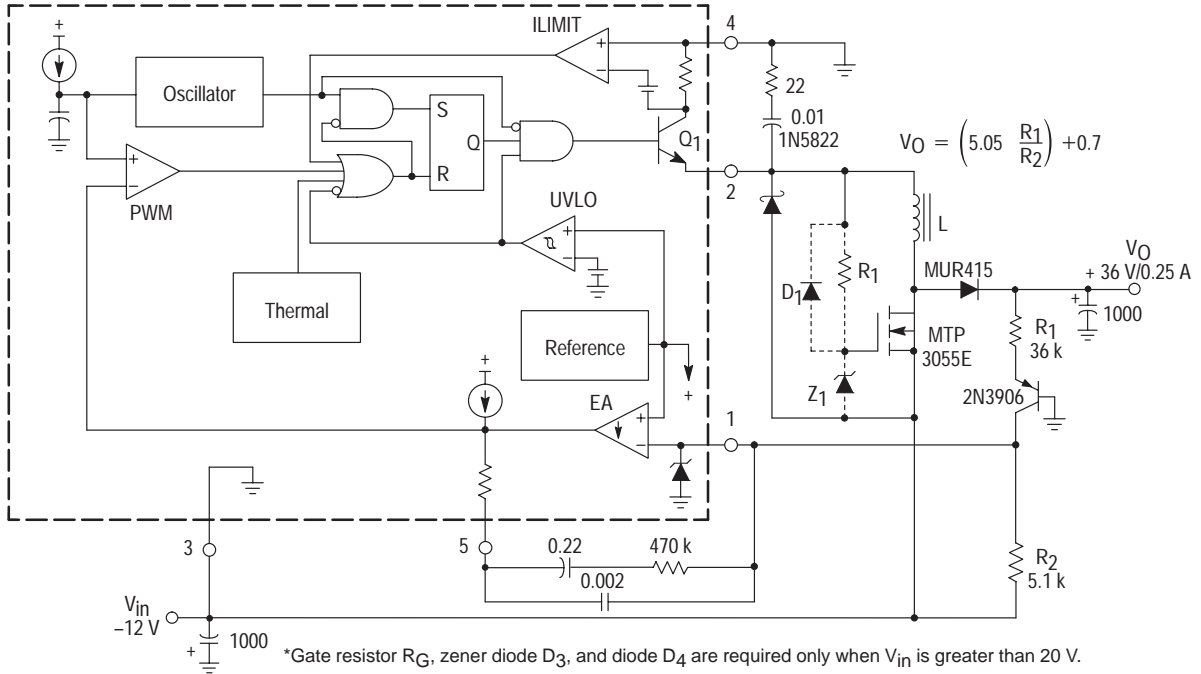 ILIMIT
4
+
+
–
Oscillator
S
Q
R
Q1
22
0.01
1N5822
VO = (5.05 R1/R2) +0.7
+
–
PWM
2
UVLO
+
–
L
Thermal
D1
R1
MUR415
VO
+ 36 V/0.25 A
+
1000
Reference
+
MTP
3055E
R1
36 k
Z1
2N3906
+
EA
+
–
1
3
5
0.22
470 k
0.002
R2
5.1 k
Vin
–12 V
+
1000
*Gate resistor RG, zener diode D3, and diode D4 are required only when Vin is greater than 20 V.